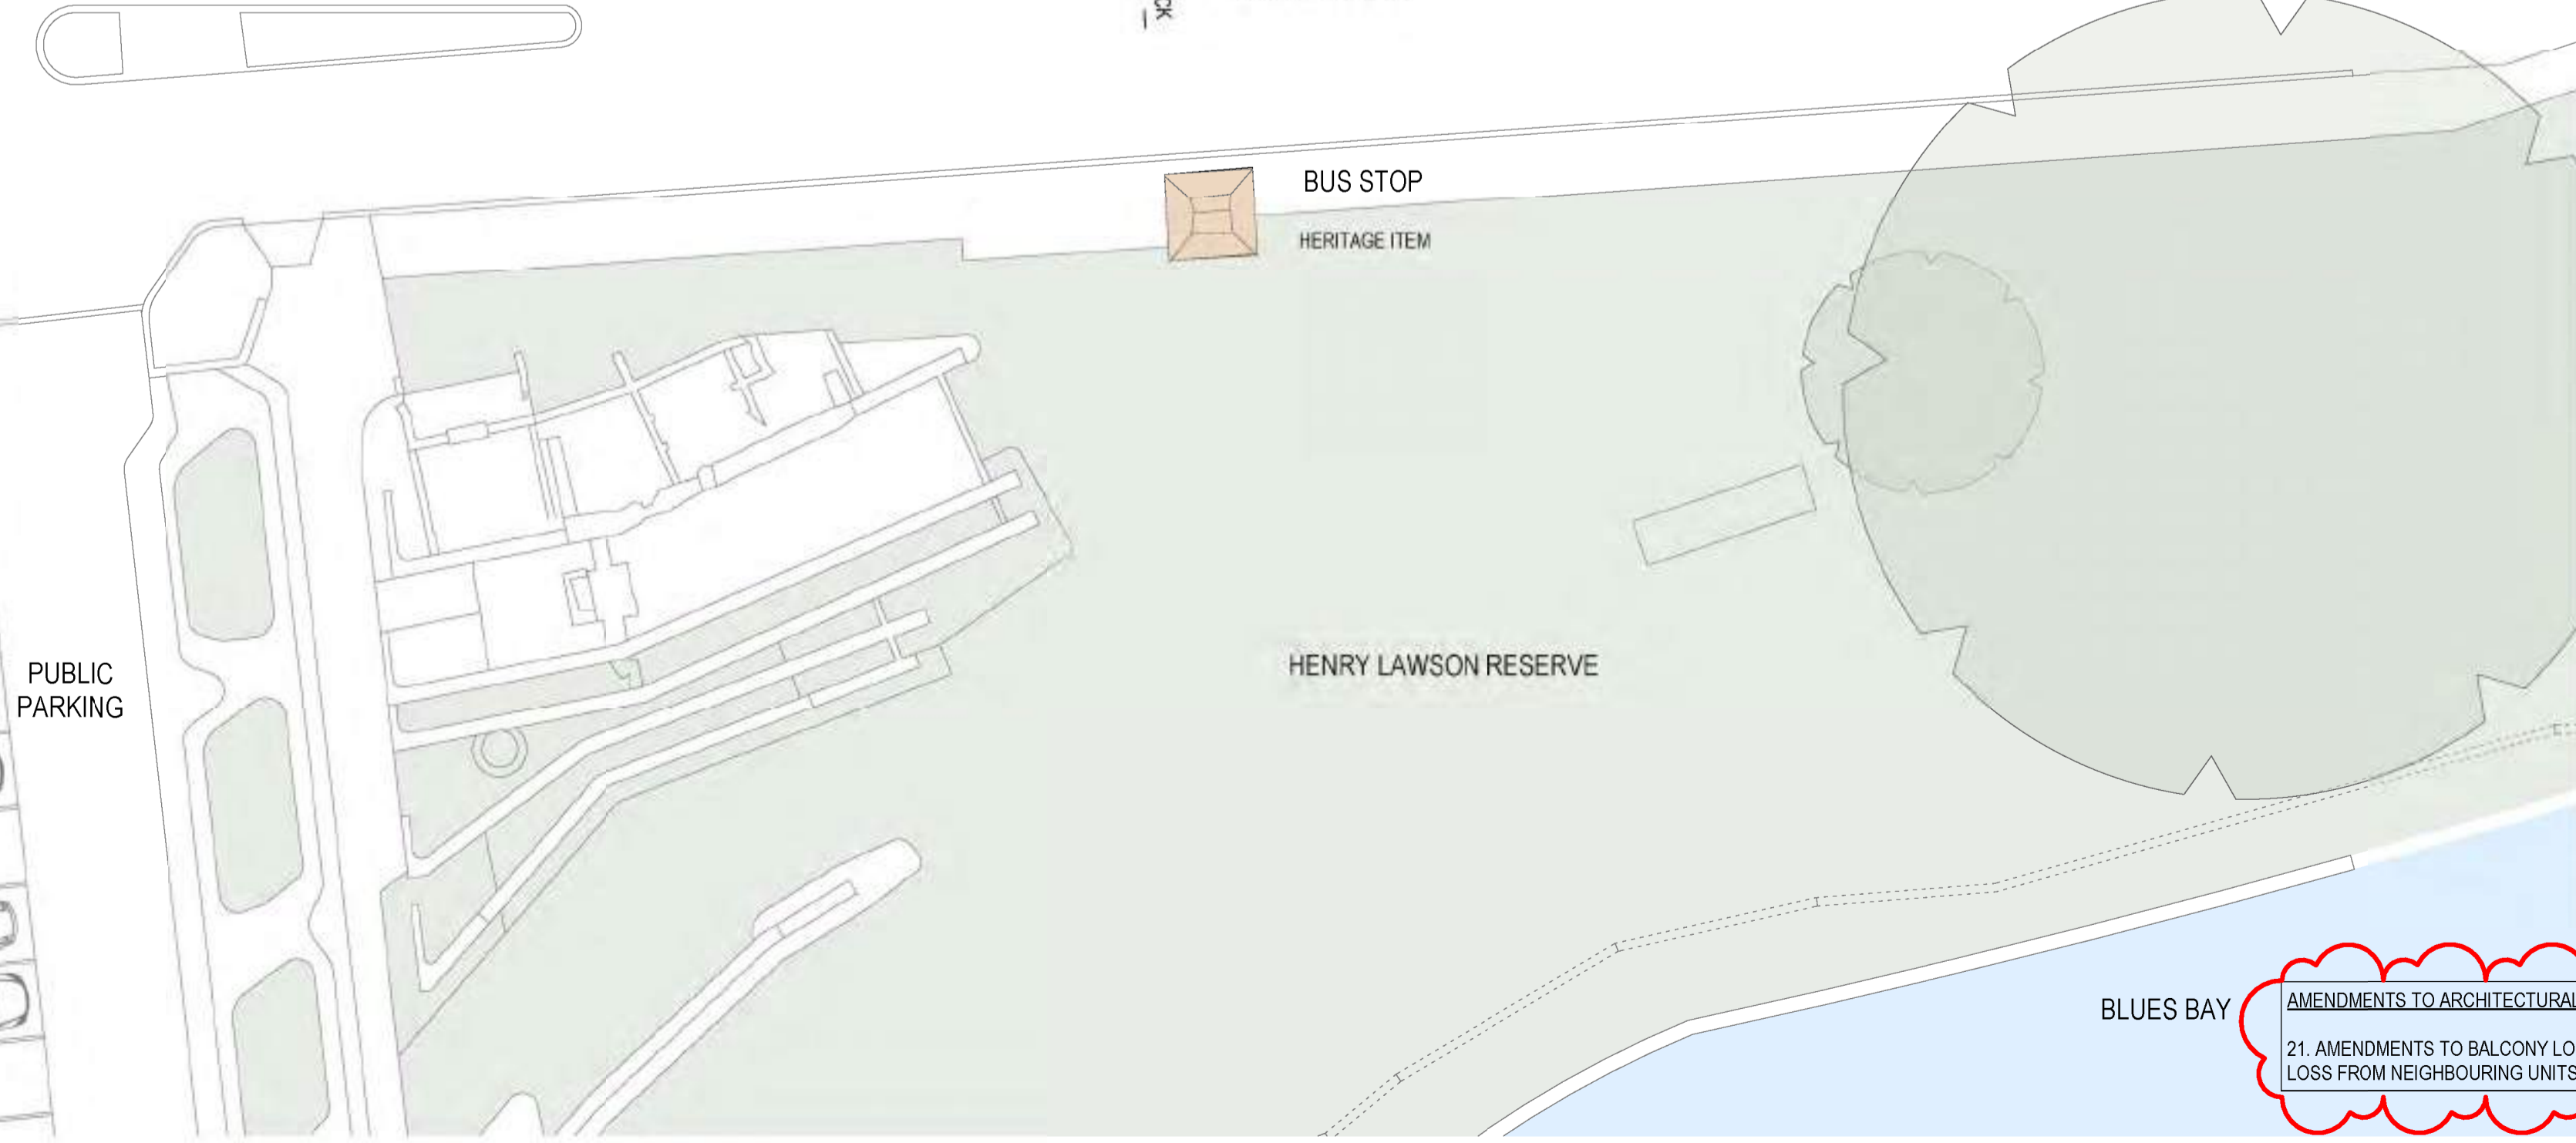 CK
BUS STOP
HERITAGE ITEM
PUBLIC
PARKING
HENRY LAWSON RESERVE
BLUES BAY
AMENDMENTS TO ARCHITECTURAL
21. AMENDMENTS TO BALCONY LO
LOSS FROM NEIGHBOURING UNITS